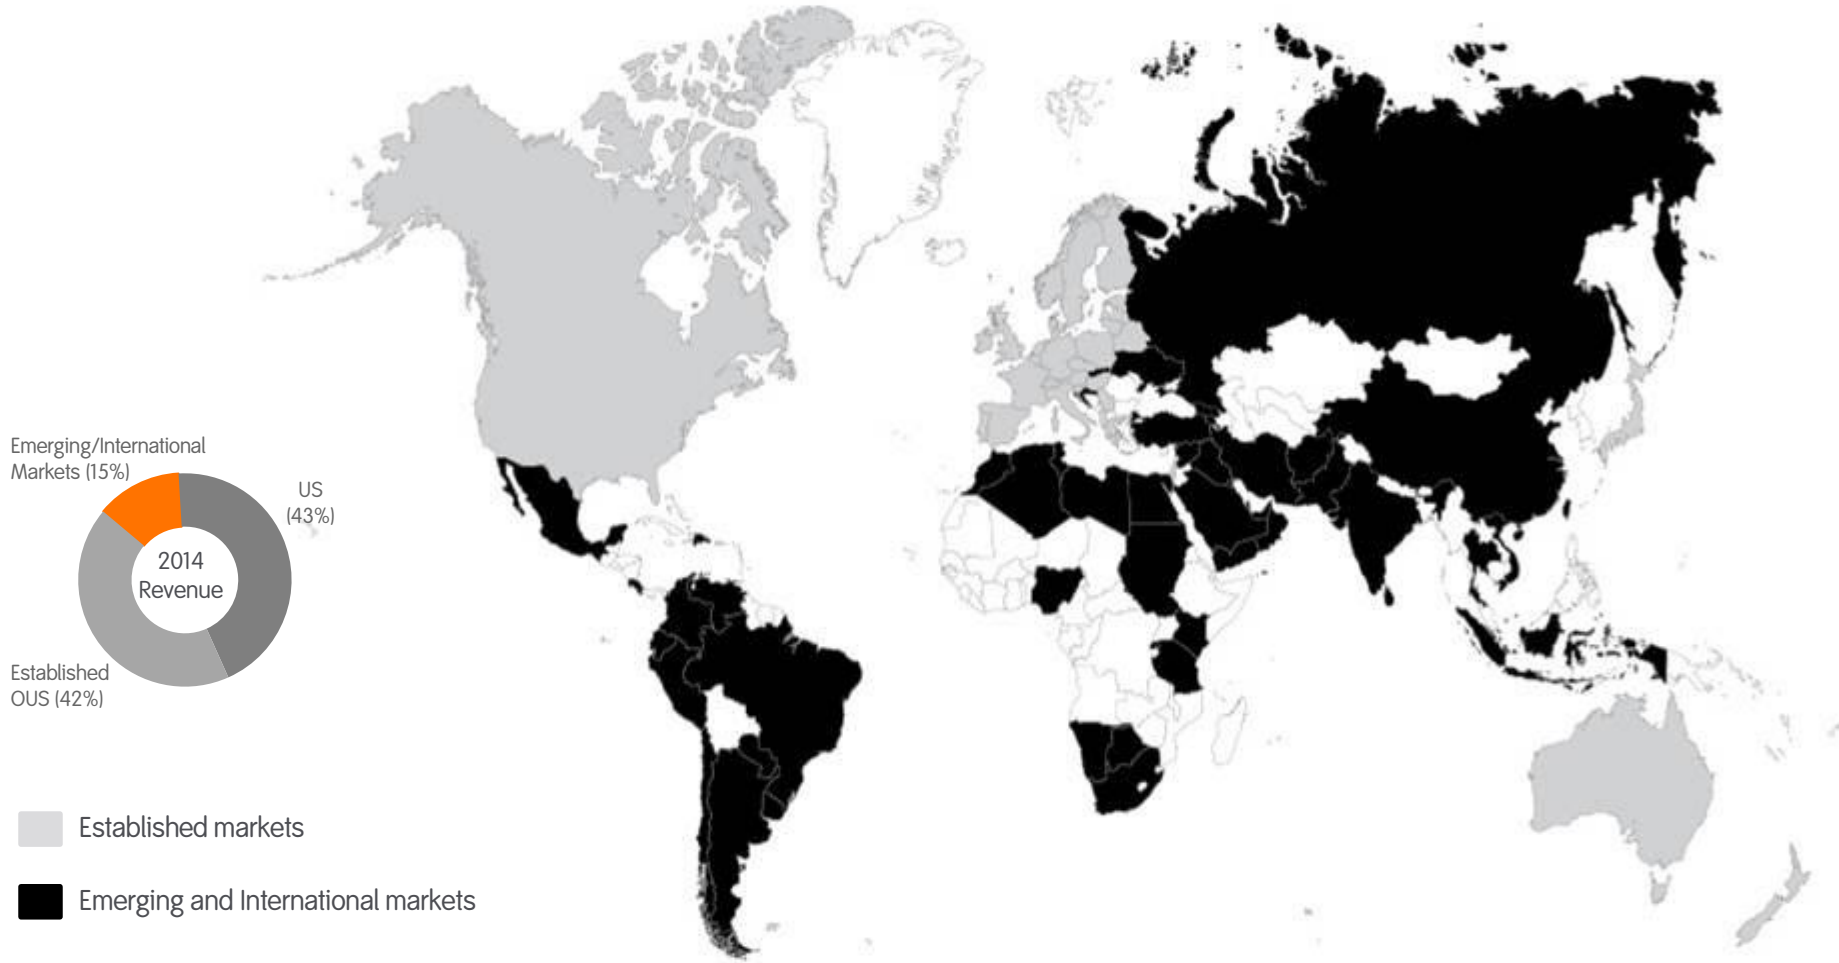 Emerging/International
Markets (15%)
US
(43%)
2014
Revenue
Established
OUS (42%)
Established markets
Emerging and International markets